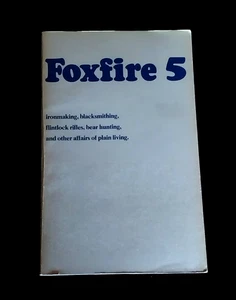 Foxfire 5
ironmaking, blacksmithing,
flintlock rifles, bear hunting,
and other affairs of plain living.